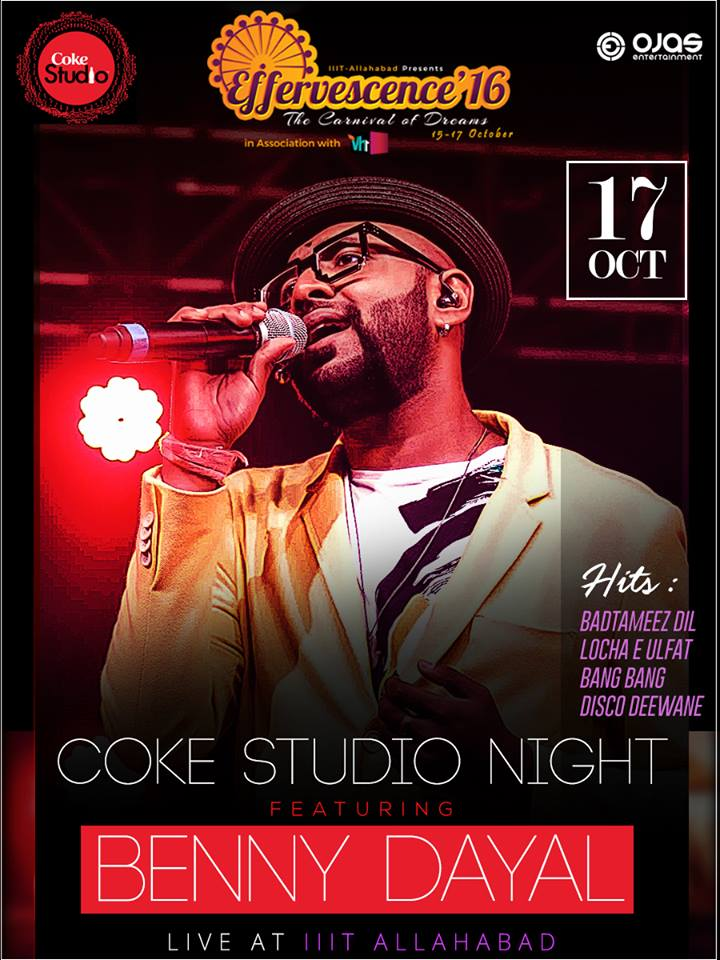 Coke
Studio
IIIT-Allahabad Presents
Effervescence'16
The Carnival of Dreams
15-17 October
in Association with Vh1
OJAS
entertainment
17
OCT
Hits :
BADTAMEEZ DIL
LOCHA E ULFAT
BANG BANG
DISCO DEEWANE
COKE STUDIO NIGHT
FEATURING
BENNY DAYAL
LIVE AT IIIT ALLAHABAD